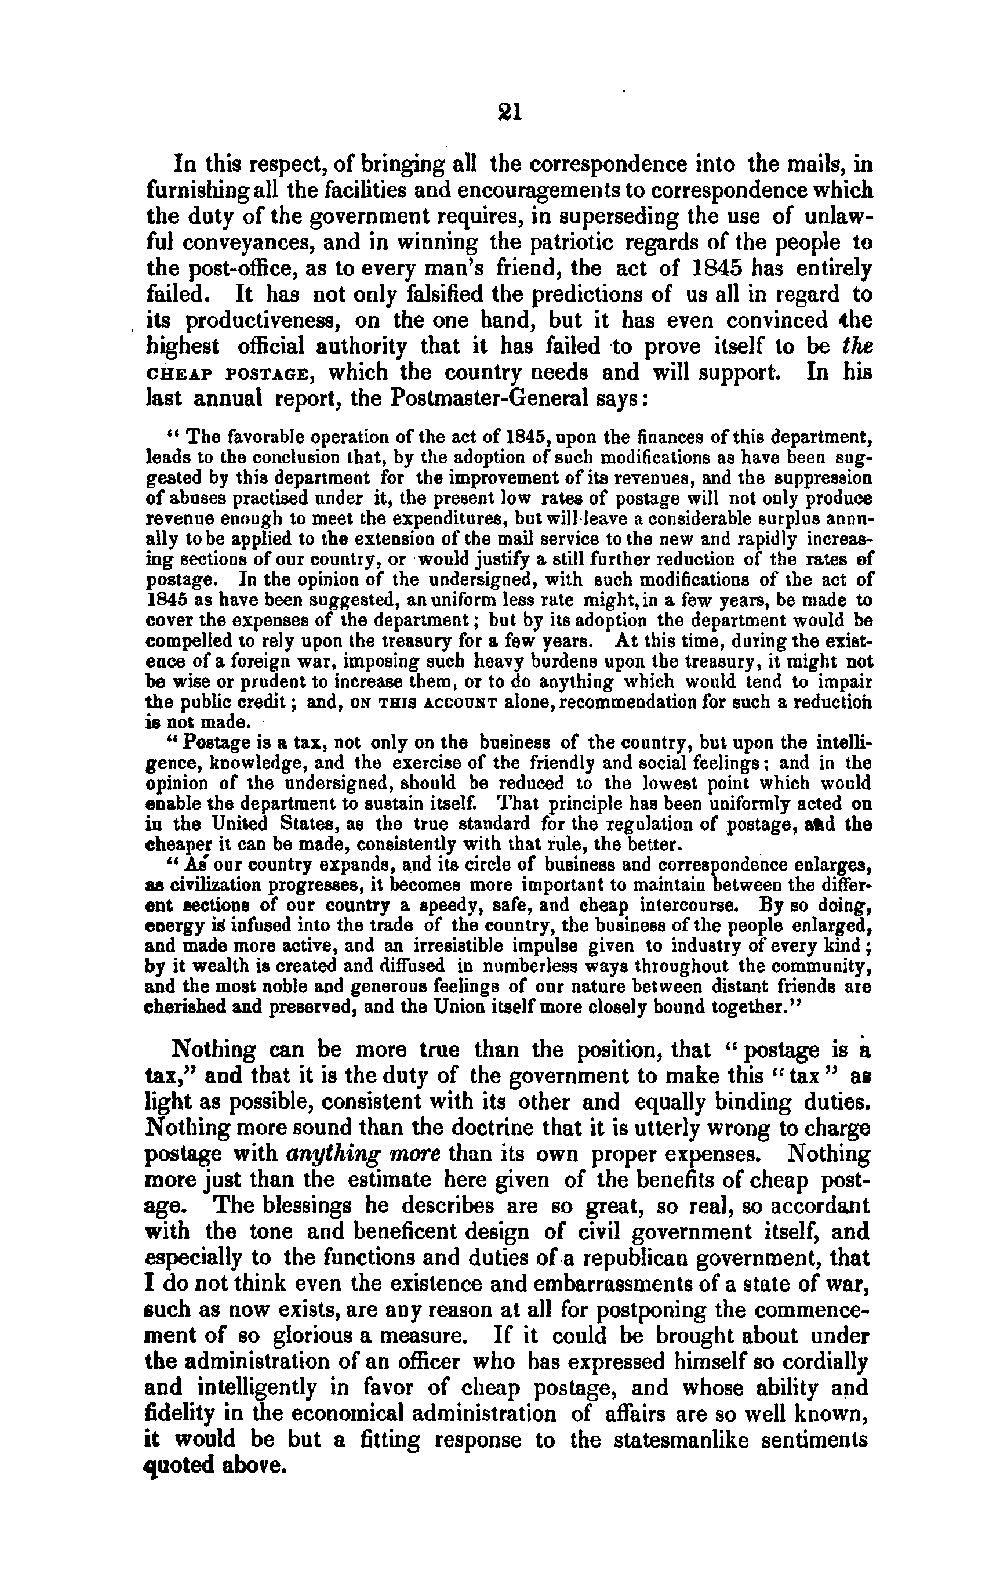 21
In this respect, of bringing all the correspondence into the mails, in
furnishing all the facilities and encouragements to correspondence which
the duty of the government requires, in superseding the use of unlaw-
ful conveyances, and in winning the patriotic regards of the people to
the post-office, as to every man's friend, the act of 1845 has entirely
failed. It has not only falsified the predictions of us all in regard to
its productiveness, on the one hand, but it has even convinced the
highest official authority that it has failed to prove itself to be the
CHEAP POSTAGE, which the country needs and will support. In his
last annual report, the Postmaster-General says:
"The favorable operation of the act of 1845, upon the finances of this department,
leads to the conclusion that, by the adoption of such modifications as have been sug-
gested by this department for the improvement of its revenues, and the suppression
of abuses practised under it, the present low rates of postage will not only produce
revenue enough to meet the expenditures, but will leave a considerable surplus annu-
ally to be applied to the extension of the mail service to the new and rapidly increas-
ing sections of our country, or would justify a still further reduction of the rates of
postage. In the opinion of the undersigned, with such modifications of the act of
1845 as have been suggested, an uniform less rate might, in a few years, be made to
cover the expenses of the department; but by its adoption the department would be
compelled to rely upon the treasury for a few years. At this time, during the exist-
ence of a foreign war, imposing such heavy burdens upon the treasury, it might not
be wise or prudent to increase them, or to do anything which would tend to impair
the public credit; and, ON THIS ACCOUNT alone, recommendation for such a reduction
is not made.
"Postage is a tax, not only on the business of the country, but upon the intelli-
gence, knowledge, and the exercise of the friendly and social feelings; and in the
opinion of the undersigned, should be reduced to the lowest point which would
enable the department to sustain itself. That principle has been uniformly acted on
in the United States, as the true standard for the regulation of postage, and the
cheaper it can be made, consistently with that rule, the better.
"As our country expands, and its circle of business and correspondence enlarges,
as civilization progresses, it becomes more important to maintain between the differ-
ent sections of our country a speedy, safe, and cheap intercourse. By so doing,
energy is infused into the trade of the country, the business of the people enlarged,
and made more active, and an irresistible impulse given to industry of every kind;
by it wealth is created and diffused in numberless ways throughout the community,
and the most noble and generous feelings of our nature between distant friends are
cherished and preserved, and the Union itself more closely bound together."
Nothing can be more true than the position, that "postage is a
tax," and that it is the duty of the government to make this "tax" as
light as possible, consistent with its other and equally binding duties.
Nothing more sound than the doctrine that it is utterly wrong to charge
postage with anything more than its own proper expenses. Nothing
more just than the estimate here given of the benefits of cheap post-
age. The blessings he describes are so great, so real, so accordant
with the tone and beneficent design of civil government itself, and
especially to the functions and duties of a republican government, that
I do not think even the existence and embarrassments of a state of war,
such as now exists, are any reason at all for postponing the commence-
ment of so glorious a measure. If it could be brought about under
the administration of an officer who has expressed himself so cordially
and intelligently in favor of cheap postage, and whose ability and
fidelity in the economical administration of affairs are so well known,
it would be but a fitting response to the statesmanlike sentiments
quoted above.